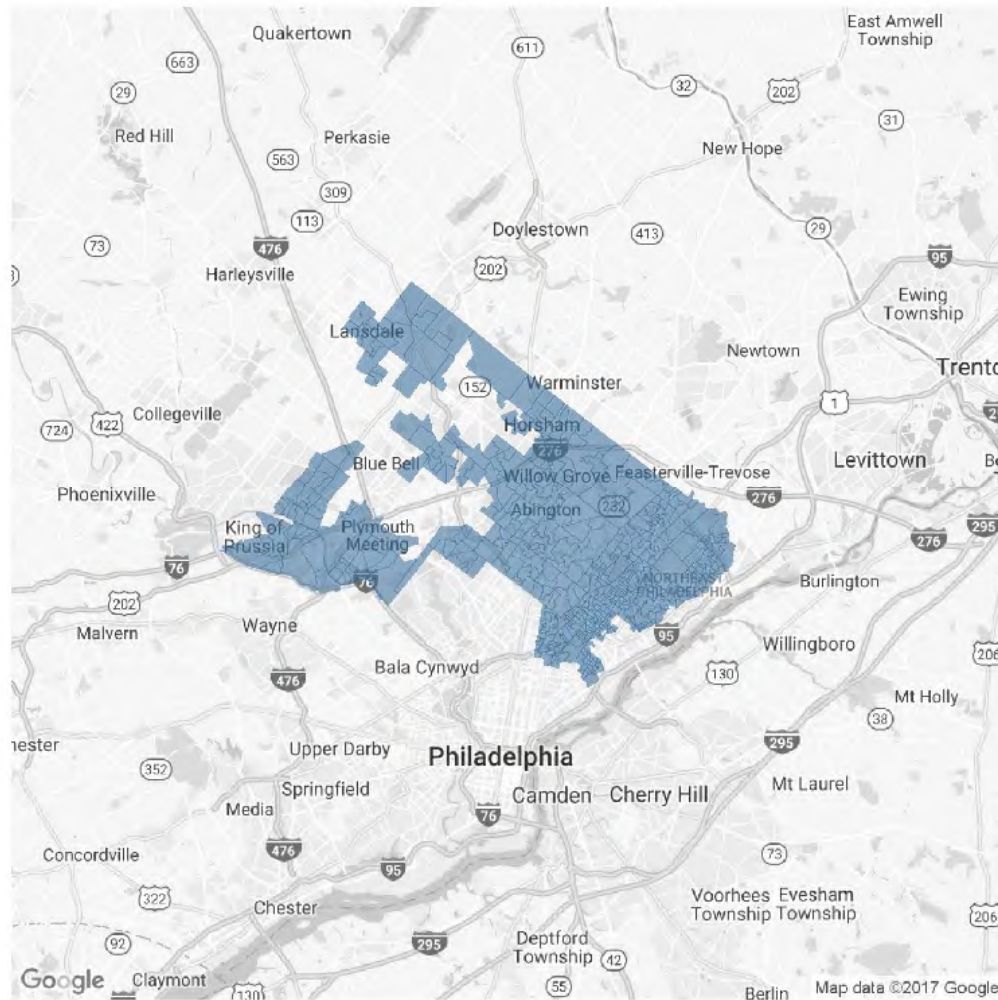 East Amwell
Township
Quakertown
611
663
32
202
29
31
Red Hill
Perkasie
New Hope
563
309
113
413
29
73
Doylestown
476
95
202
Harleysville
Ewing
Township
Lansdale
Newtown
Trento
152
Warminster
1
Collegeville
422
724
Horsham
276
Blue Bell
Levittown
Willow Grove
Feasterville-Trevose
Phoenixville
276
232
Abington
295
King of
Prussia
Plymouth
Meeting
276
76
76
NORTHEAST
PHILADELPHIA
Burlington
202
Malvern
Wayne
95
Willingboro
206
Bala Cynwyd
130
476
Mt Holly
38
hester
Upper Darby
295
Philadelphia
352
Springfield
Mt Laurel
Media
Camden
Cherry Hill
76
476
Concordville
73
95
322
Voorhees
Township
Evesham
Township
Chester
206
92
295
Deptford
Township
42
Google
Claymont
130
55
Berlin
Map data ©2017 Google